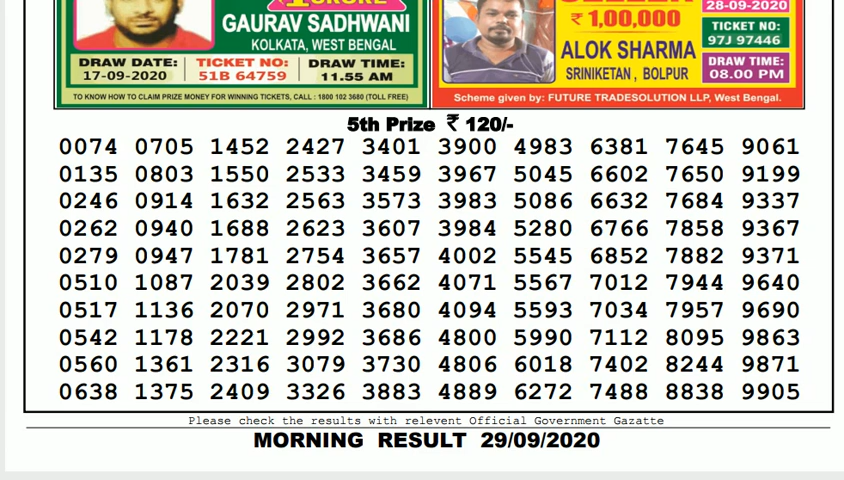 1 CRORE
GAURAV SADHWANI
KOLKATA, WEST BENGAL
DRAW DATE: TICKET NO: DRAW TIME:
17-09-2020 51B 64759 11.55 AM
TO KNOW HOW TO CLAIM PRIZE MONEY FOR WINNING TICKETS, CALL : 1800 102 3680 (TOLL FREE)
SELLER
₹ 1,00,000
ALOK SHARMA
SRINIKETAN , BOLPUR
28-09-2020
TICKET NO:
97J 97446
DRAW TIME:
08.00 PM
Scheme given by: FUTURE TRADESOLUTION LLP, West Bengal.
5th Prize ₹ 120/-
0074 0705 1452 2427 3401 3900 4983 6381 7645 9061
0135 0803 1550 2533 3459 3967 5045 6602 7650 9199
0246 0914 1632 2563 3573 3983 5086 6632 7684 9337
0262 0940 1688 2623 3607 3984 5280 6766 7858 9367
0279 0947 1781 2754 3657 4002 5545 6852 7882 9371
0510 1087 2039 2802 3662 4071 5567 7012 7944 9640
0517 1136 2070 2971 3680 4094 5593 7034 7957 9690
0542 1178 2221 2992 3686 4800 5990 7112 8095 9863
0560 1361 2316 3079 3730 4806 6018 7402 8244 9871
0638 1375 2409 3326 3883 4889 6272 7488 8838 9905
Please check the results with relevent Official Government Gazatte
MORNING RESULT 29/09/2020